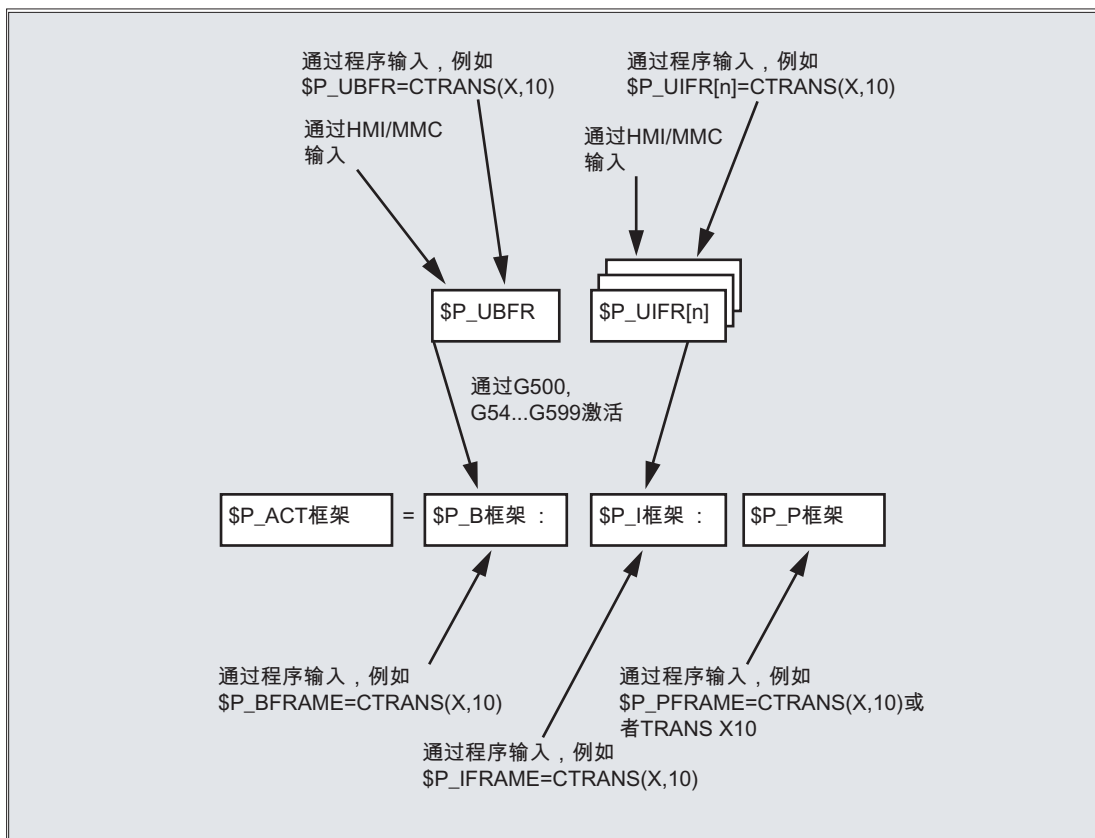 通过程序输入，例如
$P_UBFR=CTRANS(X,10)
通过程序输入，例如
$P_UIFR[n]=CTRANS(X,10)
通过HMI/MMC
输入
通过HMI/MMC
输入
$P_UBFR
$P_UIFR[n]
通过G500,
G54...G599激活
$P_ACT框架 = $P_B框架 : $P_I框架 : $P_P框架
通过程序输入，例如
$P_BFRAME=CTRANS(X,10)
通过程序输入，例如
$P_PFRAME=CTRANS(X,10)或
者TRANS X10
通过程序输入，例如
$P_IFRAME=CTRANS(X,10)